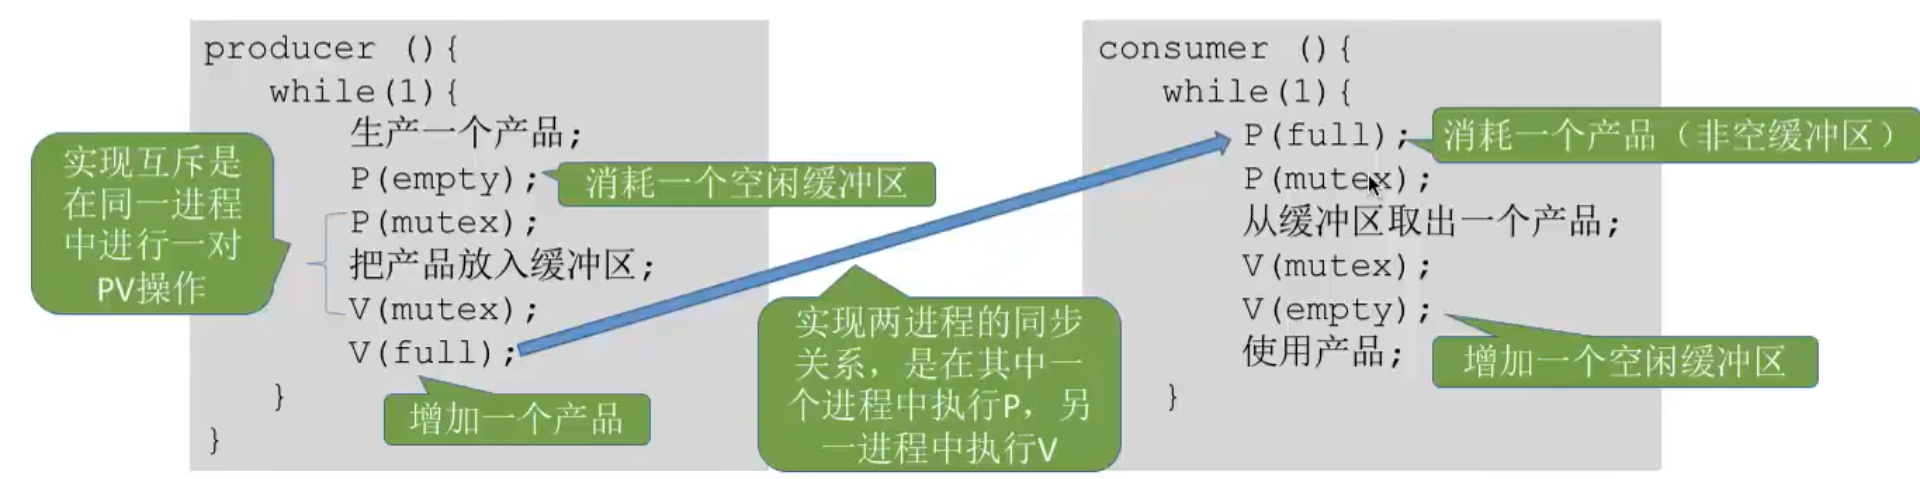 producer (){
while(1){
生产一个产品;
P(empty);
P(mutex);
把产品放入缓冲区;
V(mutex);
V(full);
}
}
实现互斥是
在同一进程
中进行一对
PV操作
消耗一个空闲缓冲区
增加一个产品
实现两进程的同步
关系，是在其中一
个进程中执行P，另
一进程中执行V
consumer (){
while(1){
P(full);
P(mutex);
从缓冲区取出一个产品;
V(mutex);
V(empty);
使用产品;
}
消耗一个产品（非空缓冲区）
增加一个空闲缓冲区